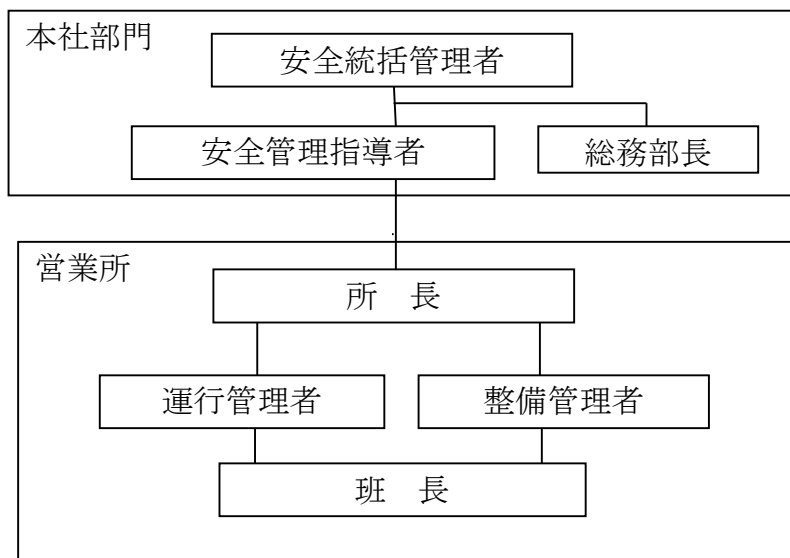 本社部門
安全統括管理者
安全管理指導者
総務部長
営業所
所　長
運行管理者
整備管理者
班　長